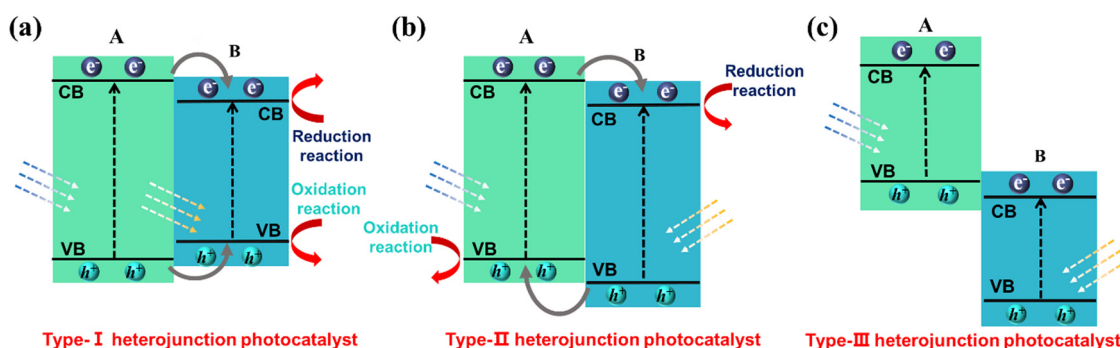 (a)
A
B
e⁻ e⁻
e⁻ e⁻
CB
CB
Reduction
reaction
Oxidation
reaction
VB
VB
h⁺ h⁺
h⁺ h⁺
Type-Ⅰ heterojunction photocatalyst
(b)
A
B
e⁻ e⁻
e⁻ e⁻
CB
CB
Reduction
reaction
Oxidation
reaction
VB
VB
h⁺ h⁺
h⁺ h⁺
Type-Ⅱ heterojunction photocatalyst
(c)
A
e⁻ e⁻
CB
VB
h⁺ h⁺
B
e⁻ e⁻
CB
VB
h⁺ h⁺
Type-Ⅲ heterojunction photocatalyst